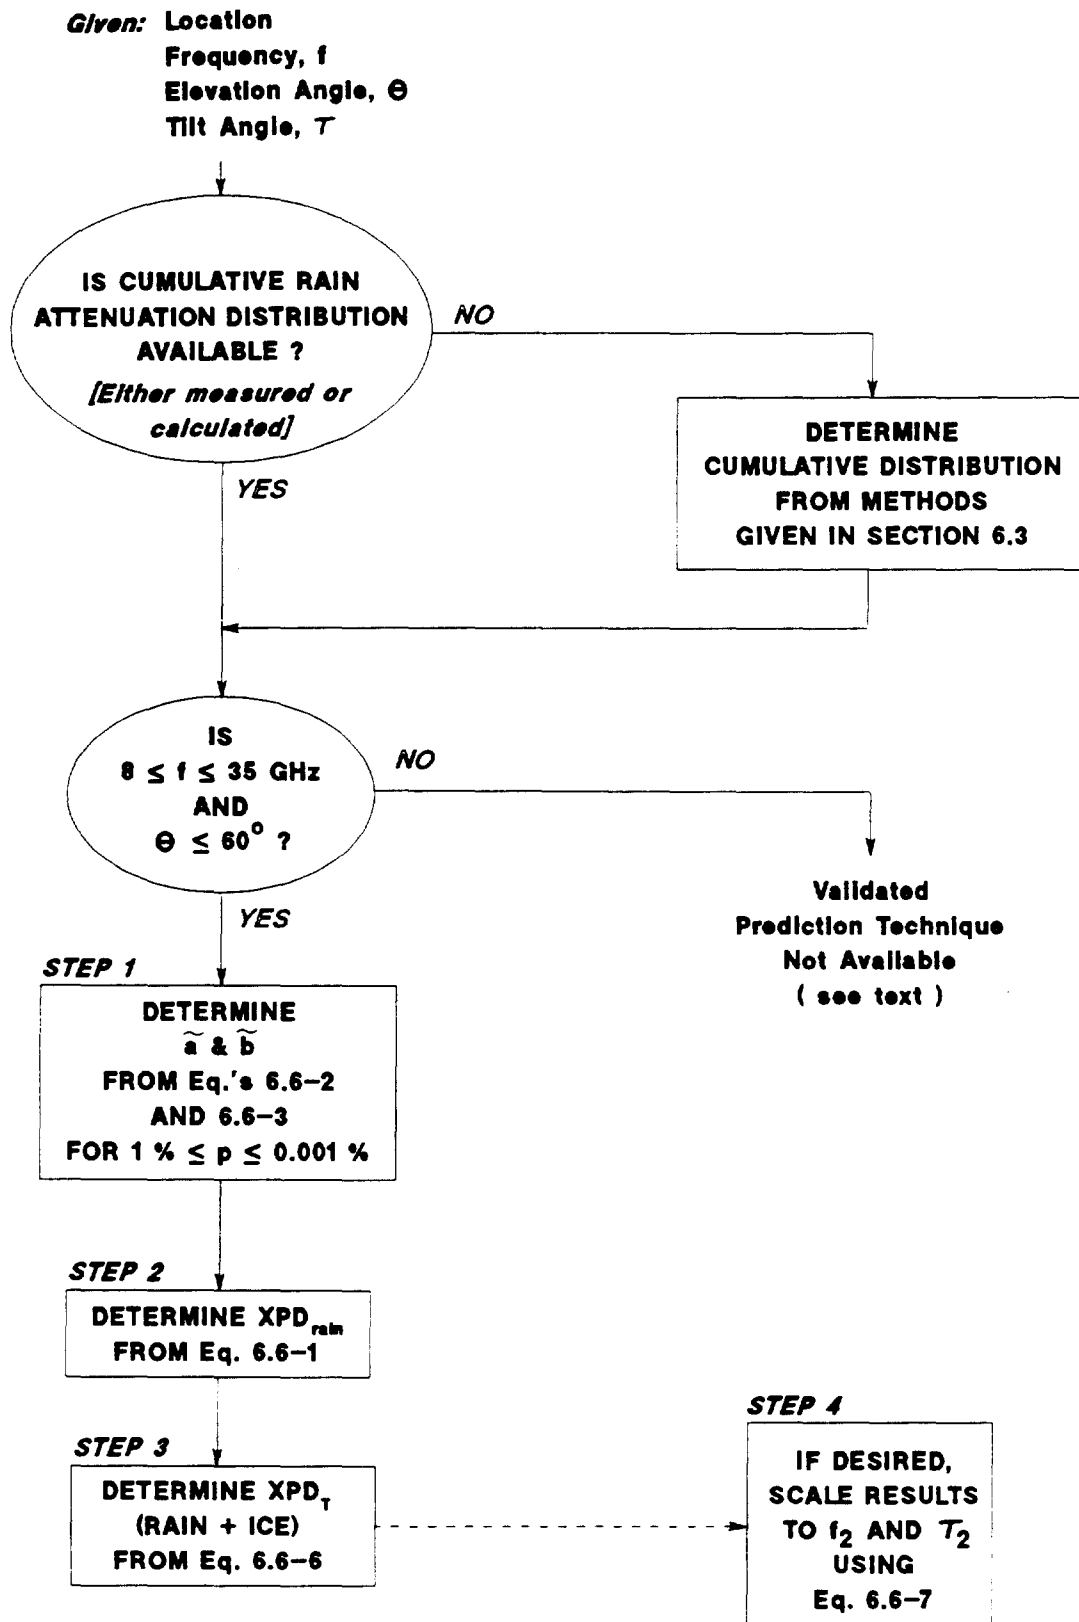 Given: Location
Frequency, f
Elevation Angle, Θ
Tilt Angle, τ
IS CUMULATIVE RAIN
ATTENUATION DISTRIBUTION
AVAILABLE ?
[Either measured or
calculated]
NO
YES
DETERMINE
CUMULATIVE DISTRIBUTION
FROM METHODS
GIVEN IN SECTION 6.3
IS
8 ≤ f ≤ 35 GHz
AND
Θ ≤ 60° ?
NO
YES
Validated
Prediction Technique
Not Available
( see text )
STEP 1
DETERMINE
ã & b̃
FROM Eq.'s 6.6–2
AND 6.6–3
FOR 1 % ≤ p ≤ 0.001 %
STEP 2
DETERMINE XPD_rain
FROM Eq. 6.6–1
STEP 3
DETERMINE XPD_T
(RAIN + ICE)
FROM Eq. 6.6–6
STEP 4
IF DESIRED,
SCALE RESULTS
TO f₂ AND τ₂
USING
Eq. 6.6–7